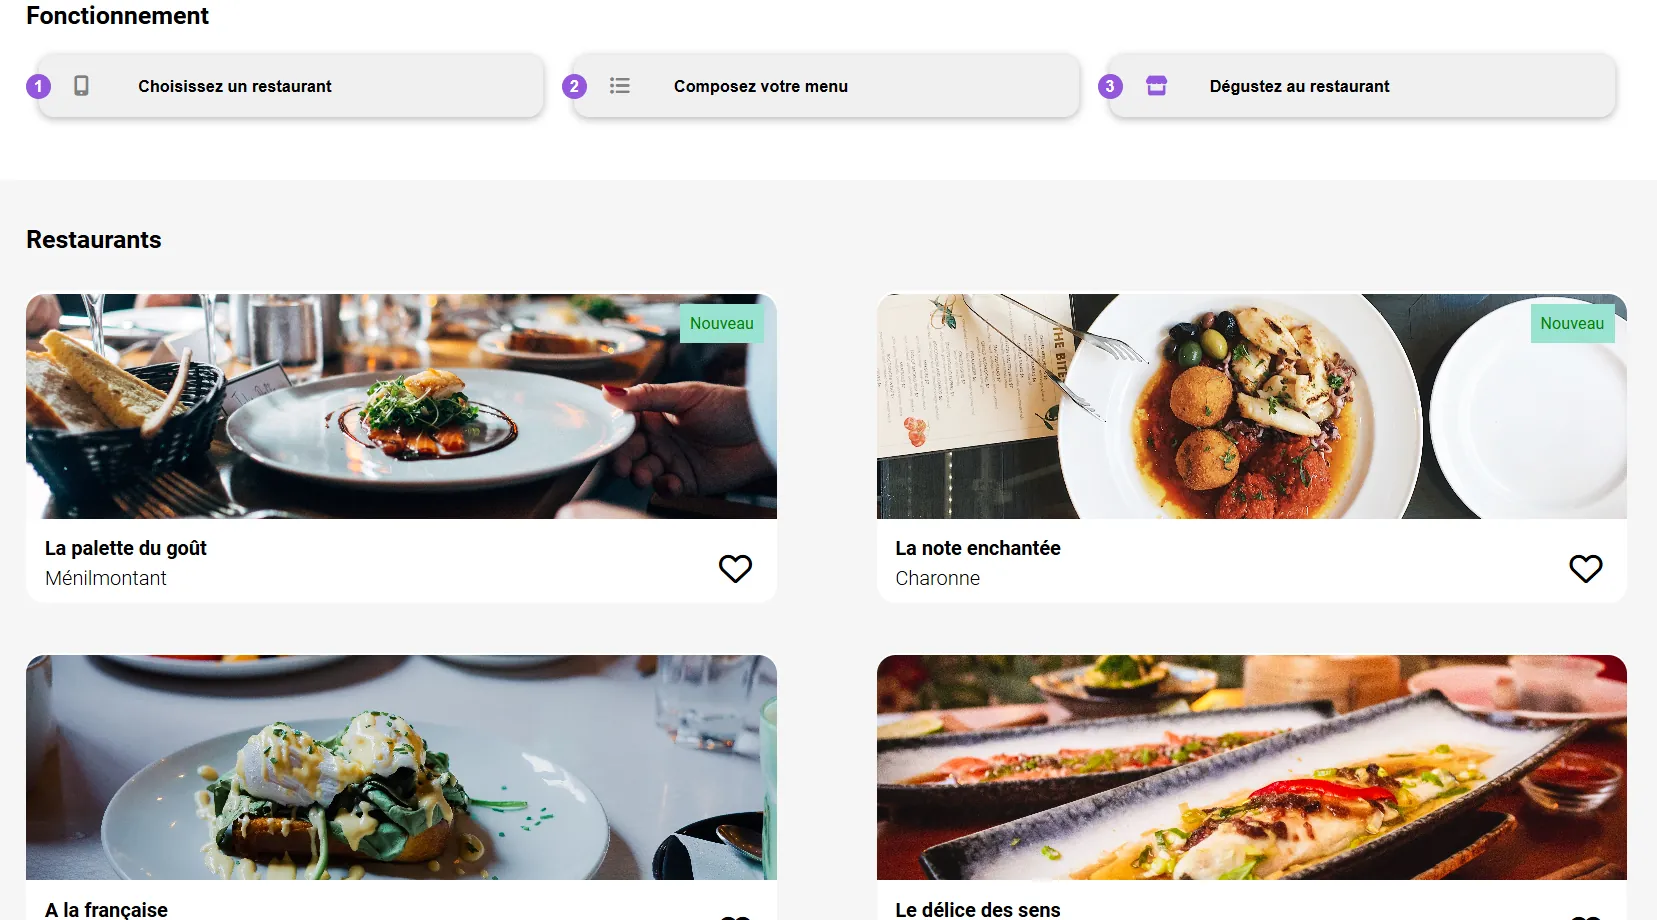 Fonctionnement
1 Choisissez un restaurant
2 Composez votre menu
3 Dégustez au restaurant
Restaurants
Nouveau
Nouveau
THE BITE
La palette du goût
Ménilmontant
La note enchantée
Charonne
A la française
Le délice des sens